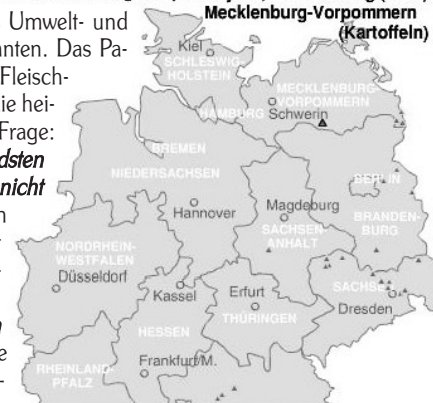 Umwelt- und
nten. Das Pa-
Fleisch-
ie hei-
Frage:
dsten
nicht
Mecklenburg-Vorpommern
(Kartoffeln)
Kiel
SCHLESWIG-
HOLSTEIN
MECKLENBURG-
VORPOMMERN
HAMBURG
Schwerin
BREMEN
NIEDERSACHSEN
BERLIN
Hannover
Magdeburg
BRANDEN-
BURG
SACHSEN-
ANHALT
NORDRHEIN-
WESTFALEN
Düsseldorf
Kassel
Erfurt
SACHSE
Dresden
THÜRINGEN
HESSEN
Frankfurt/M.
RHEINLAND-
PFALZ